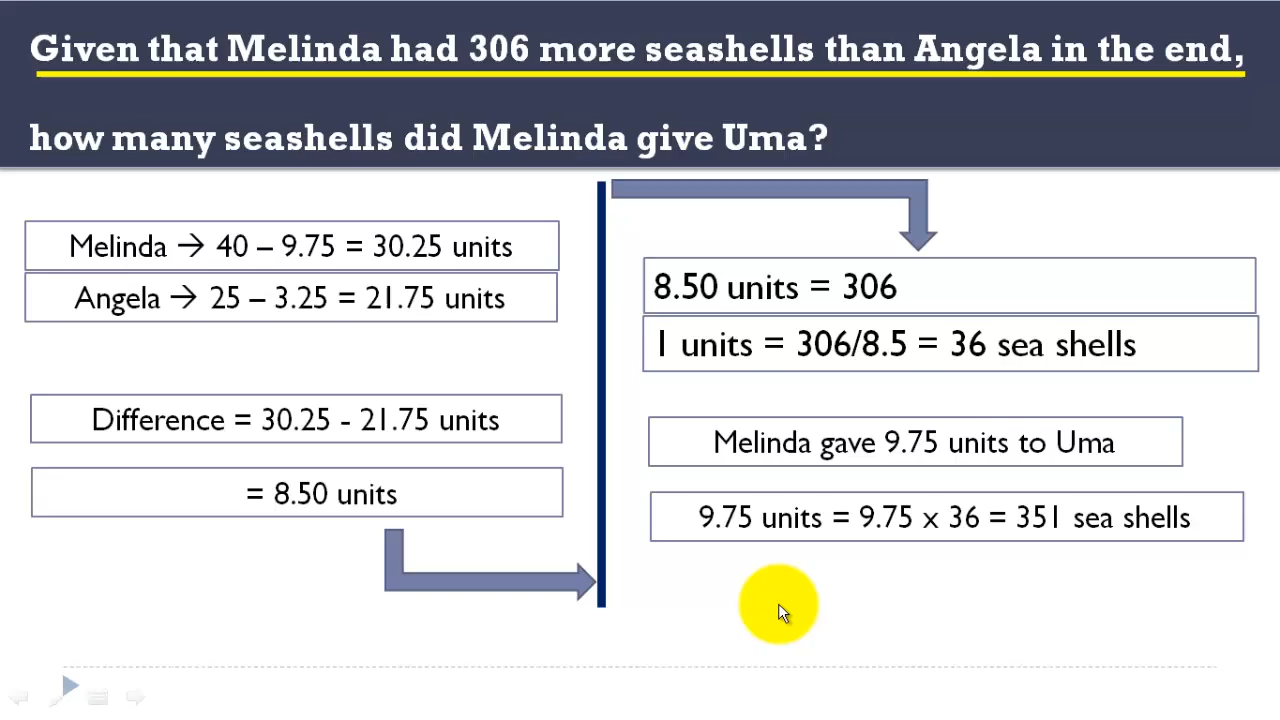 Given that Melinda had 306 more seashells than Angela in the end,
how many seashells did Melinda give Uma?
Melinda → 40 – 9.75 = 30.25 units
Angela → 25 – 3.25 = 21.75 units
Difference = 30.25 - 21.75 units
= 8.50 units
8.50 units = 306
1 units = 306/8.5 = 36 sea shells
Melinda gave 9.75 units to Uma
9.75 units = 9.75 x 36 = 351 sea shells